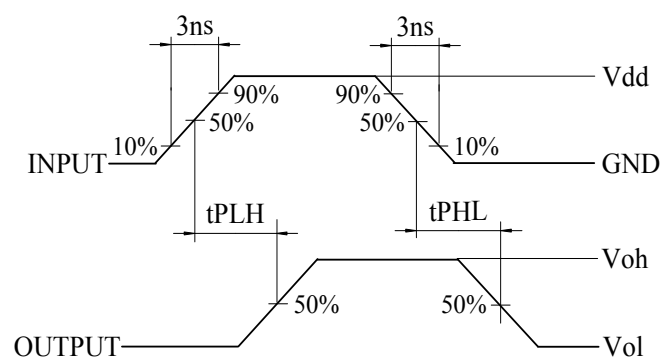 3ns 3ns
Vdd
90% 90%
50% 50%
10% 10%
INPUT GND
tPLH tPHL
Voh
50% 50%
OUTPUT Vol